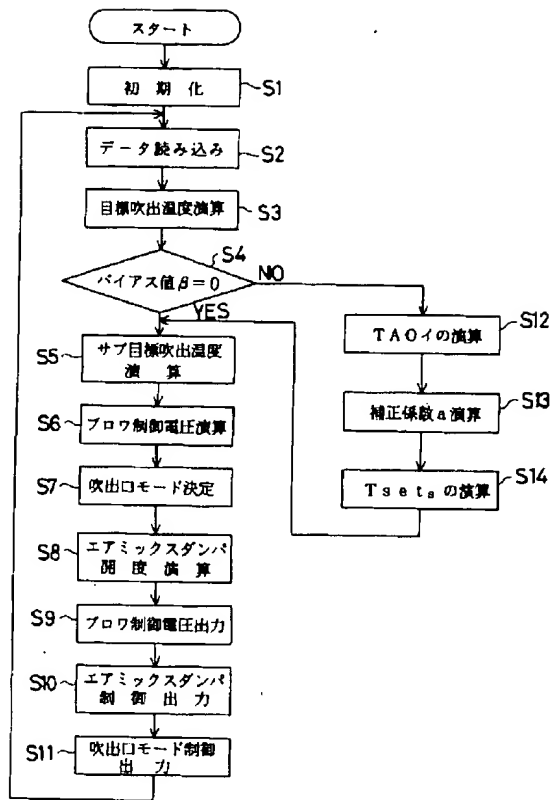 スタート
初期化
S1
データ読み込み
S2
目標吹出温度演算
S3
S4
バイアス値β=0
NO
YES
S5
サブ目標吹出温度
演算
S6
ブロワ制御電圧演算
S7
吹出口モード決定
S8
エアミックスダンパ
開度演算
S9
ブロワ制御電圧出力
S10
エアミックスダンパ
制御出力
S11
吹出口モード制御
出力
TAOイの演算
S12
補正係数a演算
S13
Tsetsの演算
S14